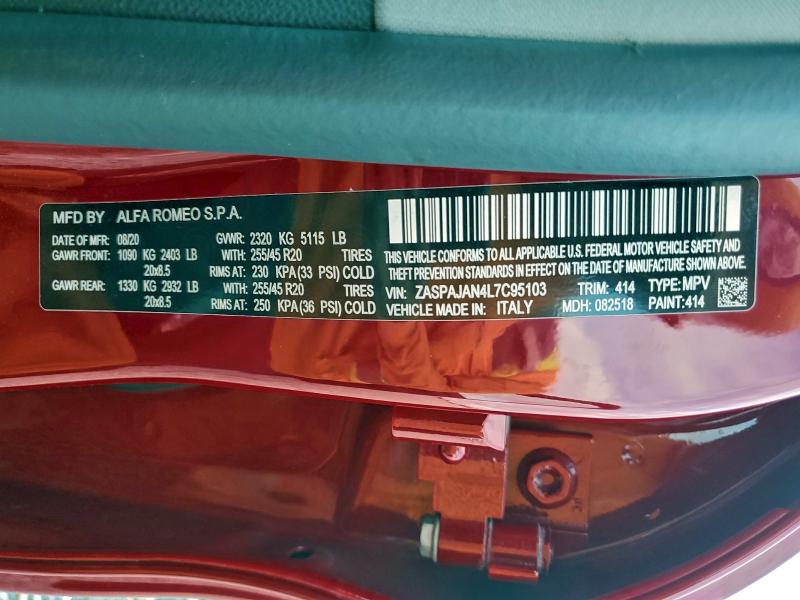 MFD BY ALFA ROMEO S.P.A.
DATE OF MFR: 08/20 GVWR: 2320 KG 5115 LB
GAWR FRONT: 1090 KG 2403 LB WITH: 255/45 R20 TIRES
20x8.5 RIMS AT: 230 KPA (33 PSI) COLD
GAWR REAR: 1330 KG 2932 LB WITH: 255/45 R20 TIRES
20x8.5 RIMS AT: 250 KPA (36 PSI) COLD
THIS VEHICLE CONFORMS TO ALL APPLICABLE U.S. FEDERAL MOTOR VEHICLE SAFETY AND
THEFT PREVENTION STANDARDS IN EFFECT ON THE DATE OF MANUFACTURE SHOWN ABOVE.
VIN: ZASPAJAN4L7C95103 TRIM: 414 TYPE: MPV
VEHICLE MADE IN: ITALY MDH: 082518 PAINT:414